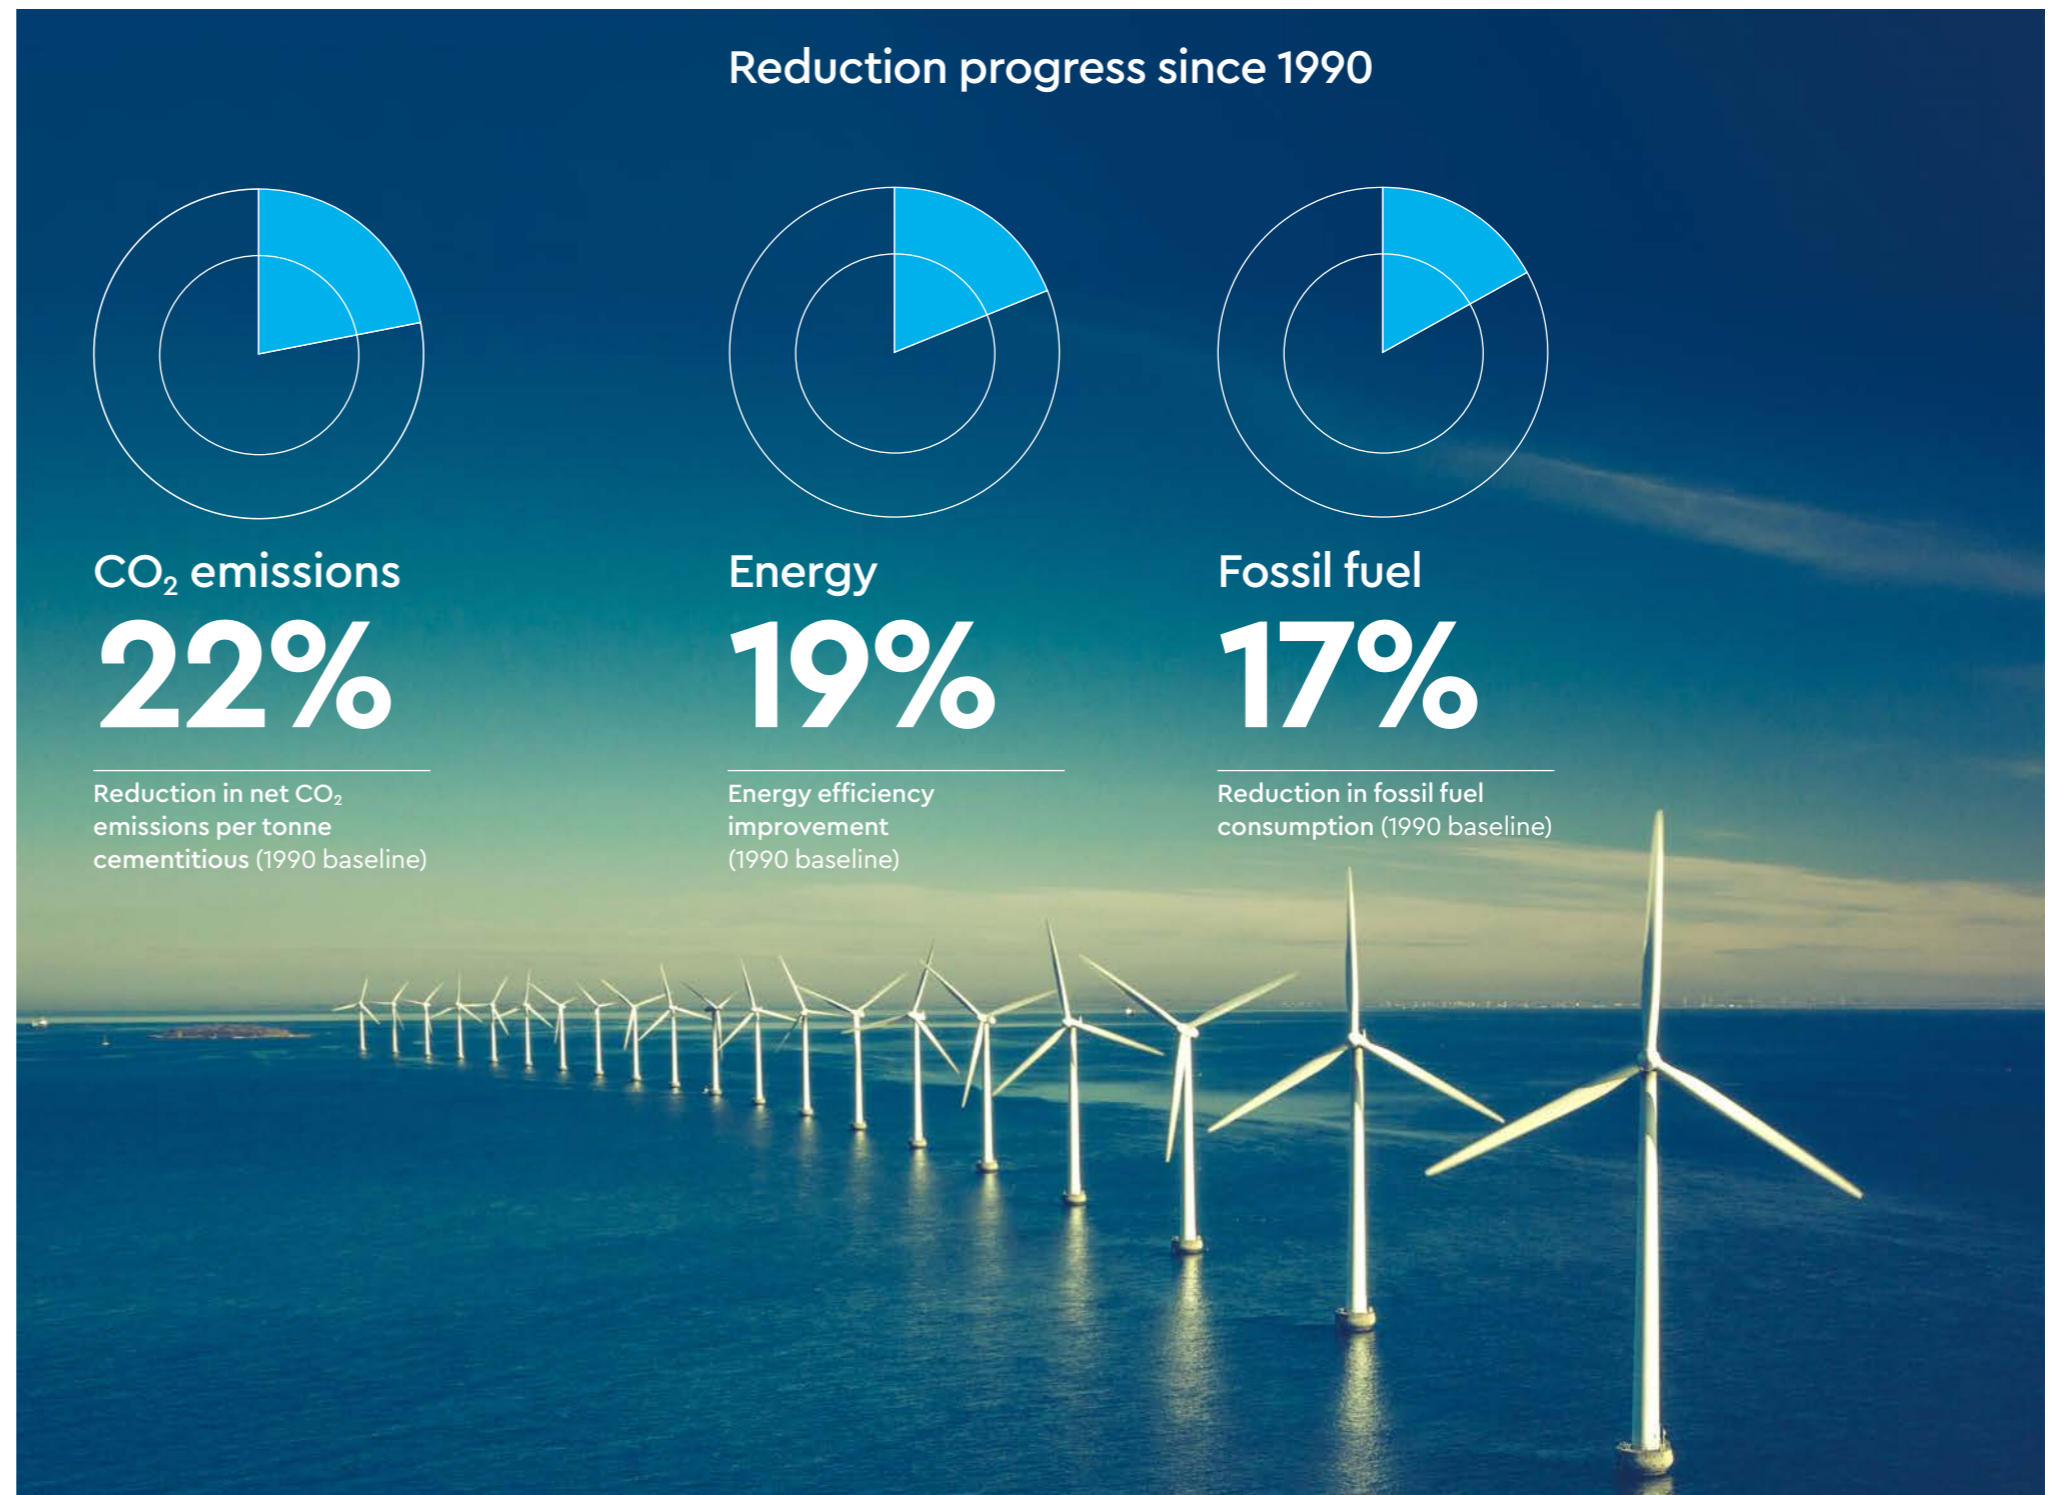 Reduction progress since 1990
CO₂ emissions
22%
Reduction in net CO₂
emissions per tonne
cementitious (1990 baseline)
Energy
19%
Energy efficiency
improvement
(1990 baseline)
Fossil fuel
17%
Reduction in fossil fuel
consumption (1990 baseline)